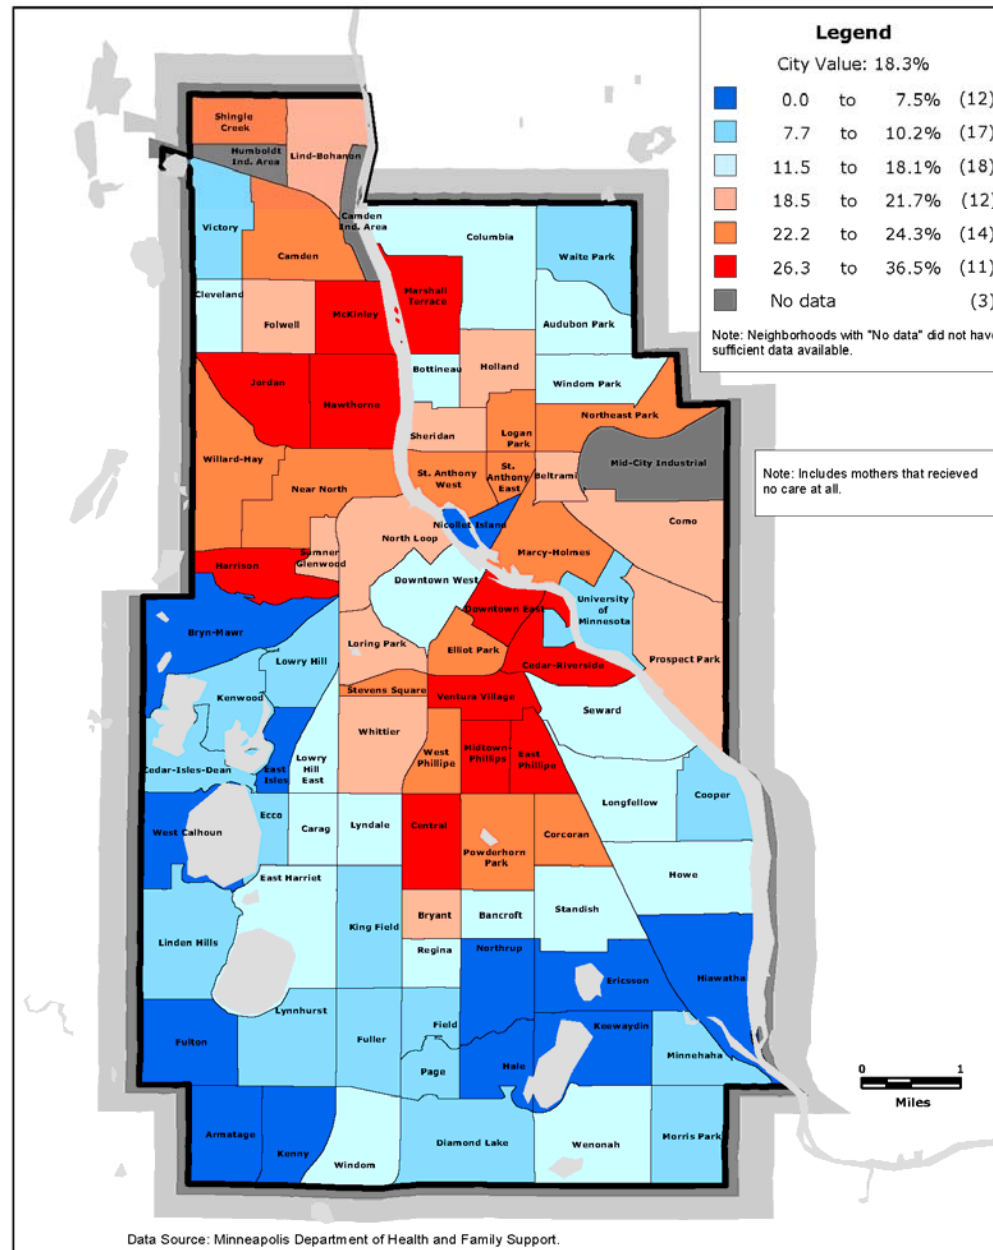 Legend
City Value: 18.3%
0.0 to 7.5% (12)
7.7 to 10.2% (17)
11.5 to 18.1% (18)
18.5 to 21.7% (12)
22.2 to 24.3% (14)
26.3 to 36.5% (11)
No data (3)
Note: Neighborhoods with "No data" did not have
sufficient data available.
Note: Includes mothers that recieved
no care at all.
Shingle
Creek
Humboldt
Ind. Area
Lind-Bohanon
Camden
Ind. Area
Victory
Camden
Columbia
Waite Park
Cleveland
Folwell
McKinley
Marshall
Terrace
Audubon Park
Bottineau
Holland
Windom Park
Jordan
Hawthorne
Sheridan
Logan
Park
Northeast Park
Willard-Hay
Near North
St. Anthony
West
St.
Anthony
East
Beltrami
Mid-City Industrial
Nicollet Island
Como
North Loop
Sumner
Glenwood
Harrison
Marcy-Holmes
Downtown West
Downtown East
University
of
Minnesota
Bryn-Mawr
Lowry Hill
Loring Park
Elliot Park
Cedar-Riverside
Prospect Park
Kenwood
Stevens Square
Ventura Village
Seward
Whittier
West
Phillips
Midtown-
Phillips
East
Phillips
Cedar-Isles-Dean
East
Isles
Lowry
Hill
East
Longfellow
Cooper
West Calhoun
Ecco
Carag
Lyndale
Central
Powderhorn
Park
Corcoran
East Harriet
Howe
Linden Hills
King Field
Bryant
Bancroft
Standish
Regina
Northrup
Ericsson
Hiawatha
Lynnhurst
Fulton
Fuller
Field
Keewaydin
Page
Hale
Minnehaha
Armatage
Kenny
Windom
Diamond Lake
Wenonah
Morris Park
0 1
Miles
Data Source: Minneapolis Department of Health and Family Support.